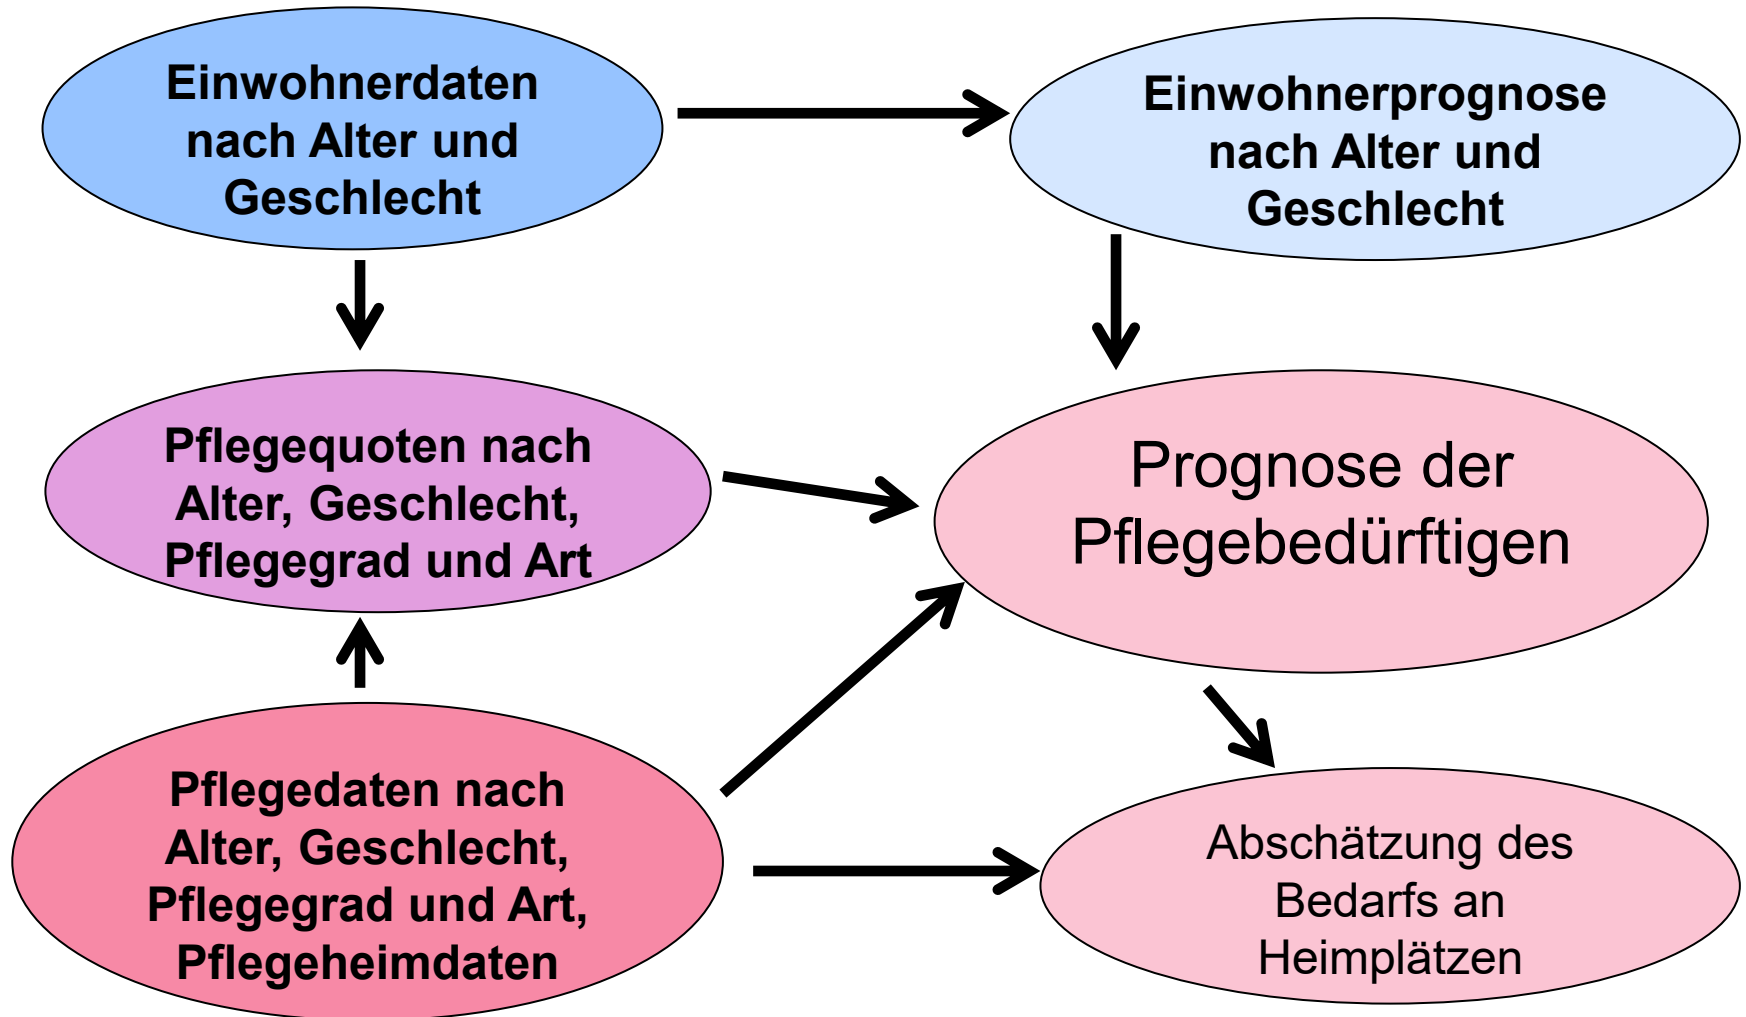 Einwohnerdaten
nach Alter und
Geschlecht
Einwohnerprognose
nach Alter und
Geschlecht
Pflegequoten nach
Alter, Geschlecht,
Pflegegrad und Art
Prognose der
Pflegebedürftigen
Pflegedaten nach
Alter, Geschlecht,
Pflegegrad und Art,
Pflegeheimdaten
Abschätzung des
Bedarfs an
Heimplätzen